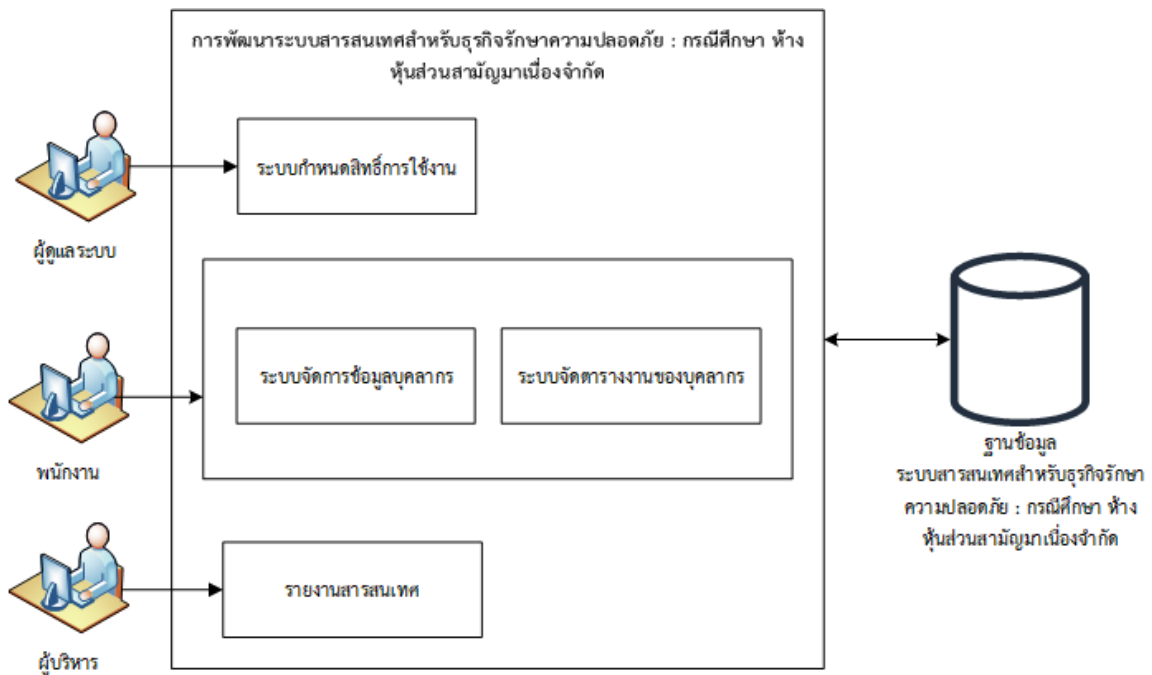 การพัฒนาระบบสารสนเทศสำหรับธุรกิจรักษาความปลอดภัย : กรณีศึกษา ห้าง
หุ้นส่วนสามัญมาเนื่องจำกัด
ระบบกำหนดสิทธิ์การใช้งาน
ผู้ดูแลระบบ
ระบบจัดการข้อมูลบุคลากร
ระบบจัดตารางงานของบุคลากร
พนักงาน
รายงานสารสนเทศ
ผู้บริหาร
ฐานข้อมูล
ระบบสารสนเทศสำหรับธุรกิจรักษา
ความปลอดภัย : กรณีศึกษา ห้าง
หุ้นส่วนสามัญมาเนื่องจำกัด